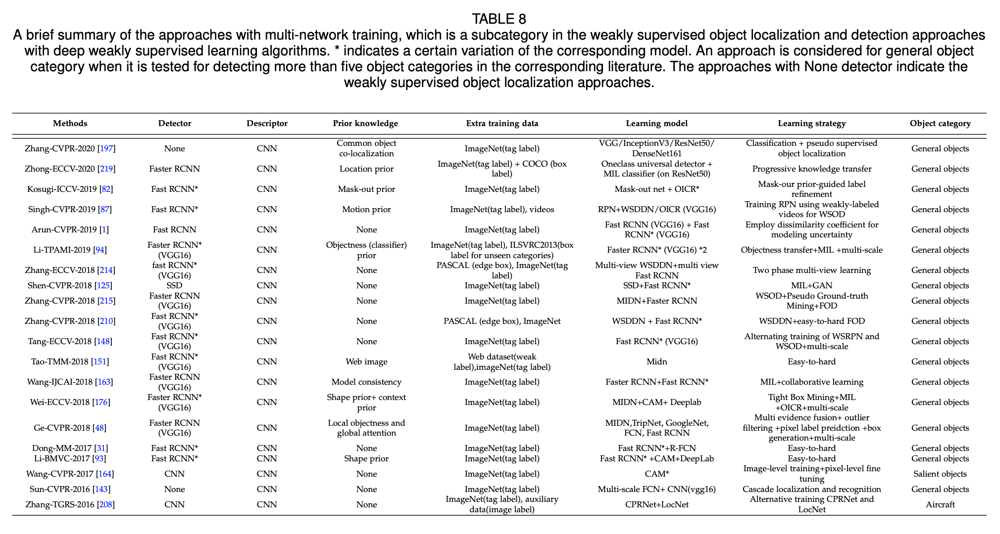 TABLE 8
A brief summary of the approaches with multi-network training, which is a subcategory in the weakly supervised object localization and detection approaches
with deep weakly supervised learning algorithms. * indicates a certain variation of the corresponding model. An approach is considered for general object
category when it is tested for detecting more than five object categories in the corresponding literature. The approaches with None detector indicate the
weakly supervised object localization approaches.
Methods Detector Descriptor Prior knowledge Extra training data Learning model Learning strategy Object category
Zhang-CVPR-2020 [197] None CNN Common object co-localization ImageNet(tag label) VGG/InceptionV3/ResNet50/ DenseNet161 Classification + pseudo supervised object localization General objects
Zhong-ECCV-2020 [219] Faster RCNN CNN Location prior ImageNet(tag label) + COCO (box label) Oneclass universal detector + MIL classifier (on ResNet50) Progressive knowledge transfer General objects
Kosugi-ICCV-2019 [82] Fast RCNN* CNN Mask-out prior ImageNet(tag label) Mask-out net + OICR* Mask-our prior-guided label refinement General objects
Singh-CVPR-2019 [87] Fast RCNN* CNN Motion prior ImageNet(tag label), videos RPN+WSDDN/OICR (VGG16) Training RPN using weakly-labeled videos for WSOD General objects
Arun-CVPR-2019 [1] Fast RCNN CNN None ImageNet(tag label) Fast RCNN (VGG16) + Fast RCNN* (VGG16) Employ dissimilarity coefficient for modeling uncertainty General objects
Li-TPAMI-2019 [94] Faster RCNN* (VGG16) CNN Objectness (classifier) prior ImageNet(tag label), ILSVRC2013(box label for unseen categories) Faster RCNN* (VGG16) *2 Objectness transfer+MIL +multi-scale General objects
Zhang-ECCV-2018 [214] fast RCNN* (VGG16) CNN None PASCAL (edge box), ImageNet(tag label) Multi-view WSDDN+multi view Fast RCNN Two phase multi-view learning General objects
Shen-CVPR-2018 [125] SSD CNN None ImageNet(tag label) SSD+Fast RCNN* MIL+GAN General objects
Zhang-CVPR-2018 [215] Faster RCNN (VGG16) CNN None ImageNet(tag label) MIDN+Faster RCNN WSOD+Pseudo Ground-truth Mining+FOD General objects
Zhang-CVPR-2018 [210] Fast RCNN* (VGG16) CNN None PASCAL (edge box), ImageNet WSDDN + Fast RCNN* WSDDN+easy-to-hard FOD General objects
Tang-ECCV-2018 [148] Fast RCNN* (VGG16) CNN None ImageNet(tag label) Fast RCNN* (VGG16) Alternating training of WSRPN and WSOD+multi-scale General objects
Tao-TMM-2018 [151] Fast RCNN* (VGG16) CNN Web image Web dataset(weak label),imageNet(tag label) Midn Easy-to-hard General objects
Wang-IJCAI-2018 [163] Faster RCNN (VGG16) CNN Model consistency ImageNet(tag label) Faster RCNN+Fast RCNN* MIL+collaborative learning General objects
Wei-ECCV-2018 [176] Faster RCNN* (VGG16) CNN Shape prior+ context prior ImageNet(tag label) MIDN+CAM+ Deeplab Tight Box Mining+MIL +OICR+multi-scale General objects
Ge-CVPR-2018 [48] Faster RCNN (VGG16) CNN Local objectness and global attention ImageNet(tag label) MIDN,TripNet, GoogleNet, FCN, Fast RCNN Multi evidence fusion+ outlier filtering +pixel label preidction +box generation+multi-scale General objects
Dong-MM-2017 [31] Fast RCNN* CNN None ImageNet(tag label) Fast RCNN*+R-FCN Easy-to-hard General objects
Li-BMVC-2017 [93] Fast RCNN* CNN Shape prior ImageNet(tag label) Fast RCNN* +CAM+DeepLab Easy-to-hard General objects
Wang-CVPR-2017 [164] CNN CNN None ImageNet(tag label) CAM* Image-level training+pixel-level fine tuning Salient objects
Sun-CVPR-2016 [143] None CNN None ImageNet(tag label) Multi-scale FCN+ CNN(vgg16) Cascade localization and recognition General objects
Zhang-TGRS-2016 [208] CNN CNN None ImageNet(tag label), auxiliary data(image label) CPRNet+LocNet Alternative training CPRNet and LocNet Aircraft